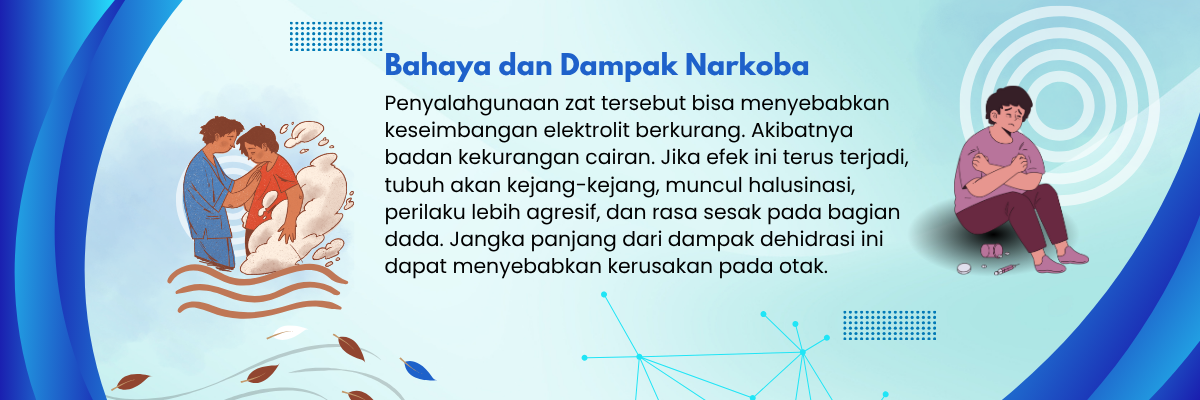 Bahaya dan Dampak Narkoba
Penyalahgunaan zat tersebut bisa menyebabkan
keseimbangan elektrolit berkurang. Akibatnya
badan kekurangan cairan. Jika efek ini terus terjadi,
tubuh akan kejang-kejang, muncul halusinasi,
perilaku lebih agresif, dan rasa sesak pada bagian
dada. Jangka panjang dari dampak dehidrasi ini
dapat menyebabkan kerusakan pada otak.